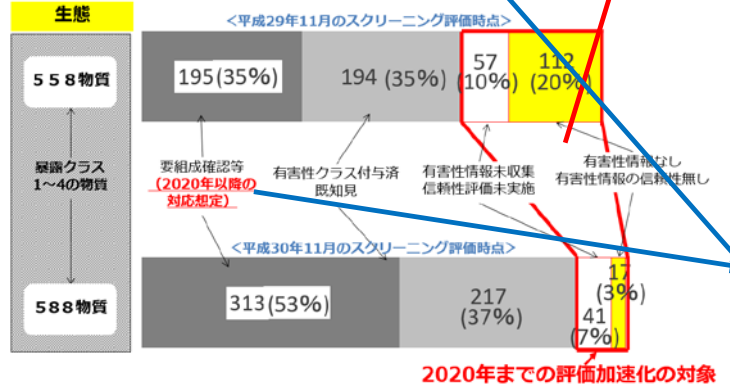 生態
<平成29年11月のスクリーニング評価時点>
558物質
195(35%)
194 (35%)
57
(10%)
112
(20%)
暴露クラス
1~4の物質
要組成確認等
(2020年以降の
対応想定)
有害性クラス付与済
既知見
有害性情報未収集
信頼性評価未実施
有害性情報なし
有害性情報の信頼性無し
<平成30年11月のスクリーニング評価時点>
588物質
313(53%)
217
(37%)
41
(7%)
17
(3%)
2020年までの評価加速化の対象